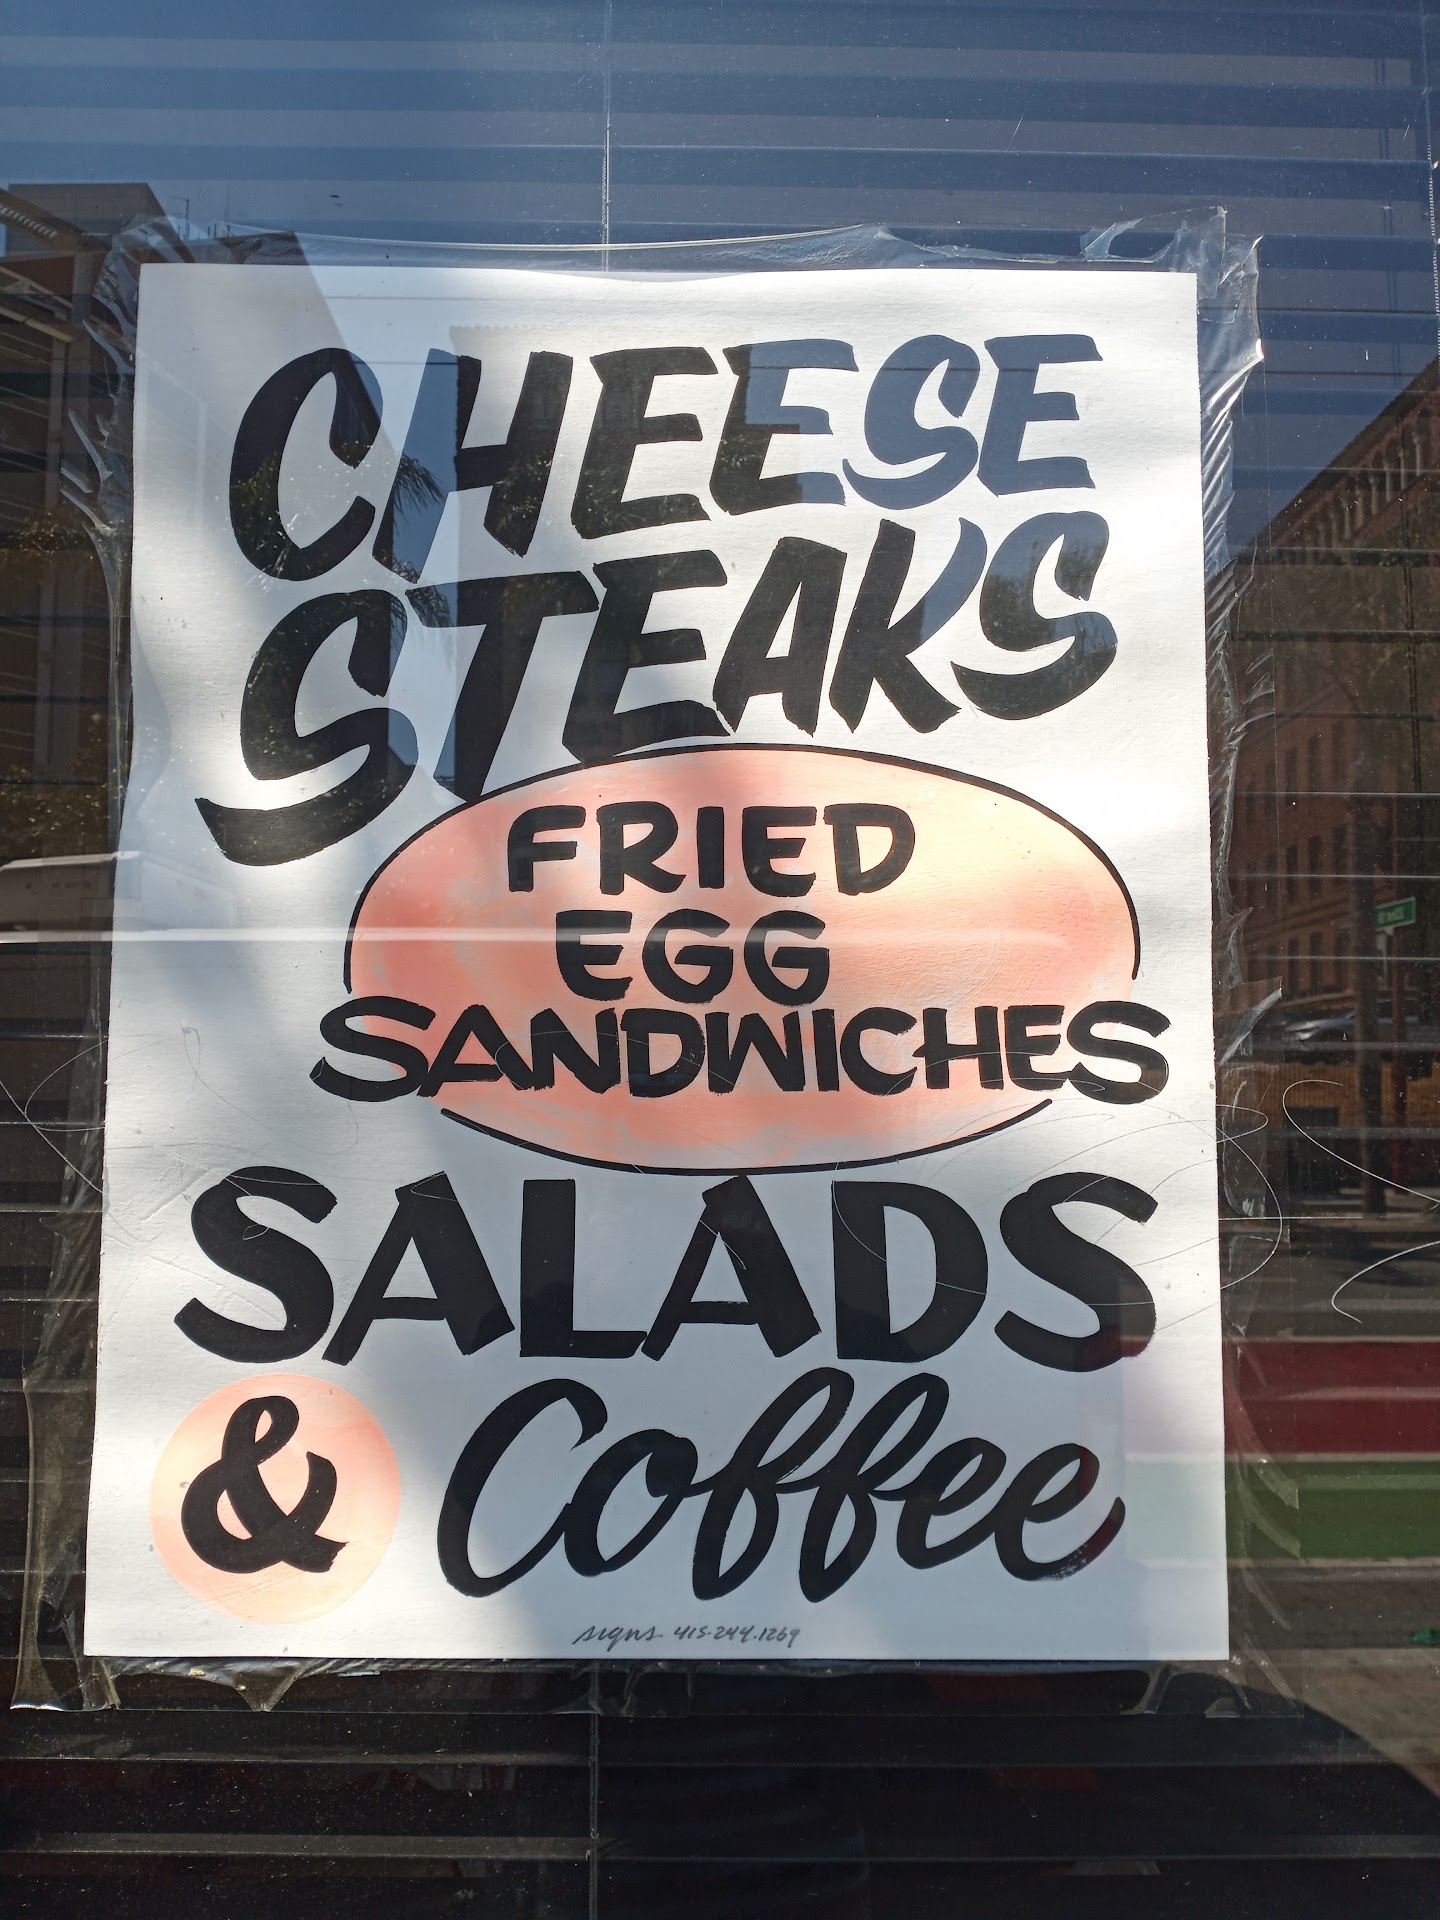 CHEESE
STEAKS
FRIED
EGG
SANDWICHES
SALADS
& Coffee
signs 415.244.1269